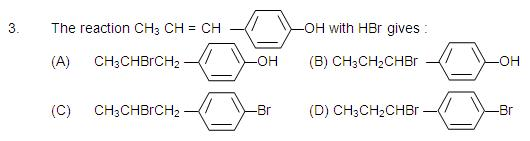 3. The reaction CH₃ CH = CH -OH with HBr gives :
(A) CH₃CHBrCH₂ -OH (B) CH₃CH₂CHBr -OH
(C) CH₃CHBrCH₂ -Br (D) CH₃CH₂CHBr -Br